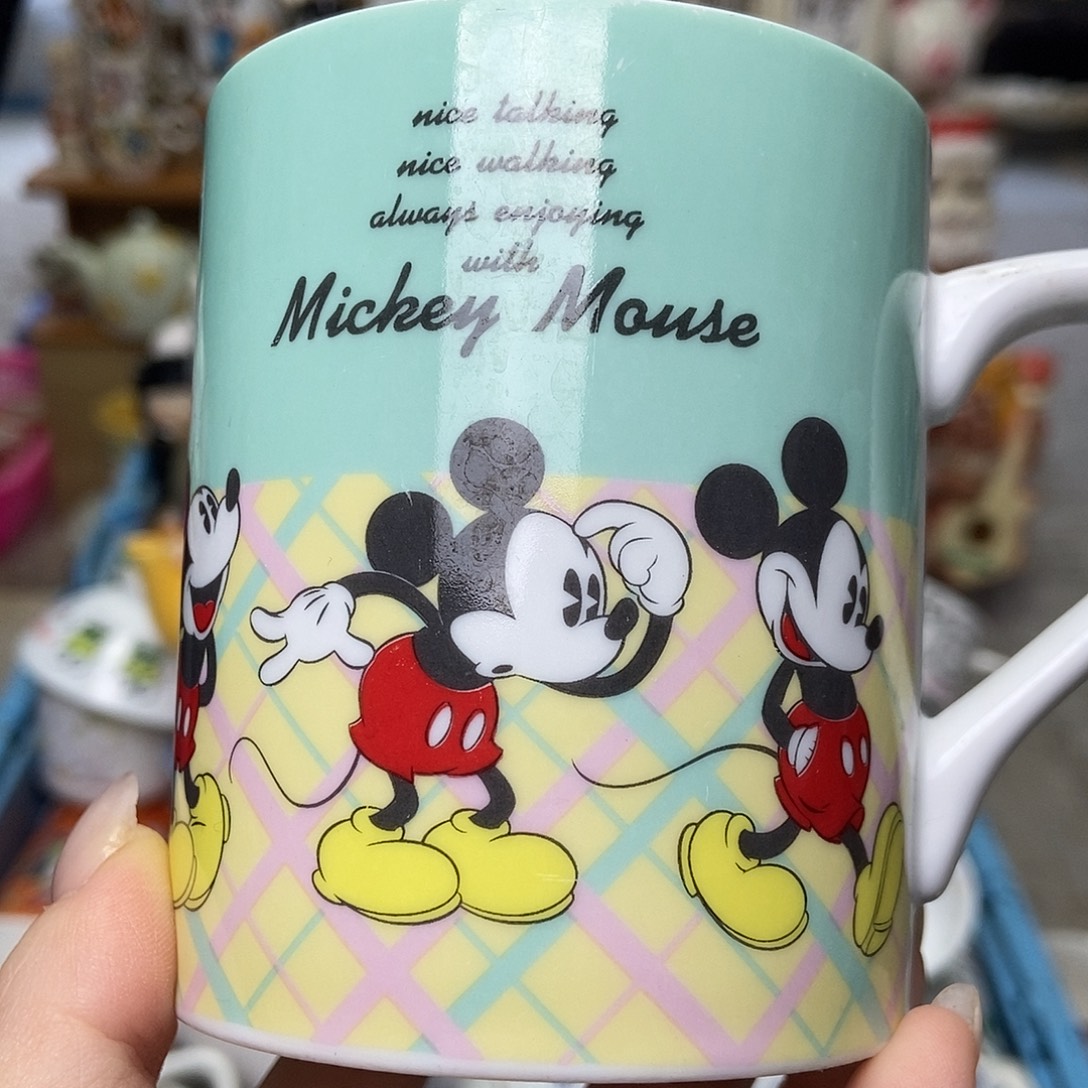 nice talking
nice walking
always enjoying
with
Mickey Mouse